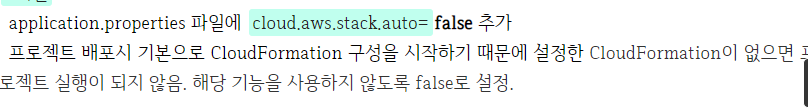 application.properties 파일에 cloud.aws.stack.auto= false 추가
프로젝트 배포시 기본으로 CloudFormation 구성을 시작하기 때문에 설정한 CloudFormation이 없으면
로젝트 실행이 되지 않음. 해당 기능을 사용하지 않도록 false로 설정.